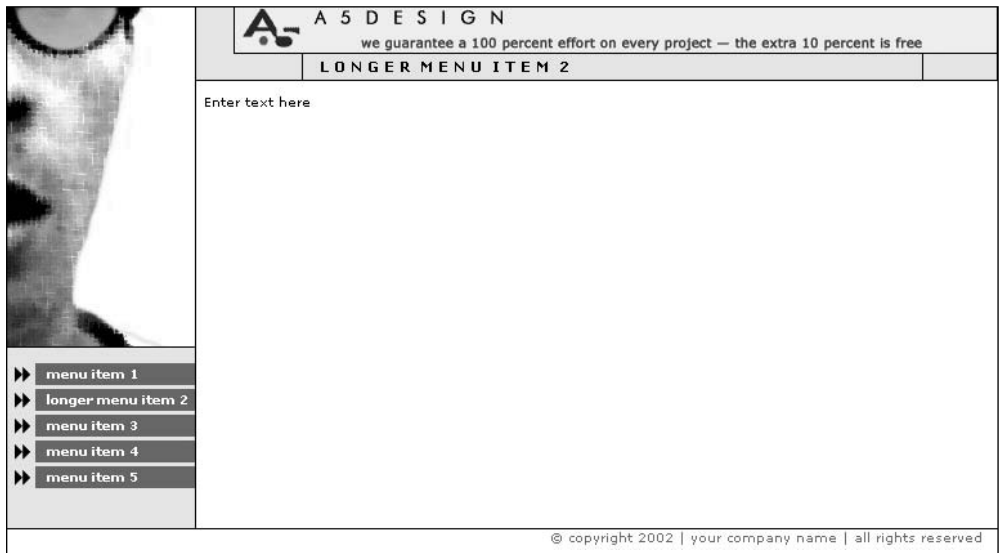 A5
A5DESIGN
we guarantee a 100 percent effort on every project — the extra 10 percent is free
LONGER MENU ITEM 2
Enter text here
menu item 1
longer menu item 2
menu item 3
menu item 4
menu item 5
© copyright 2002 | your company name | all rights reserved